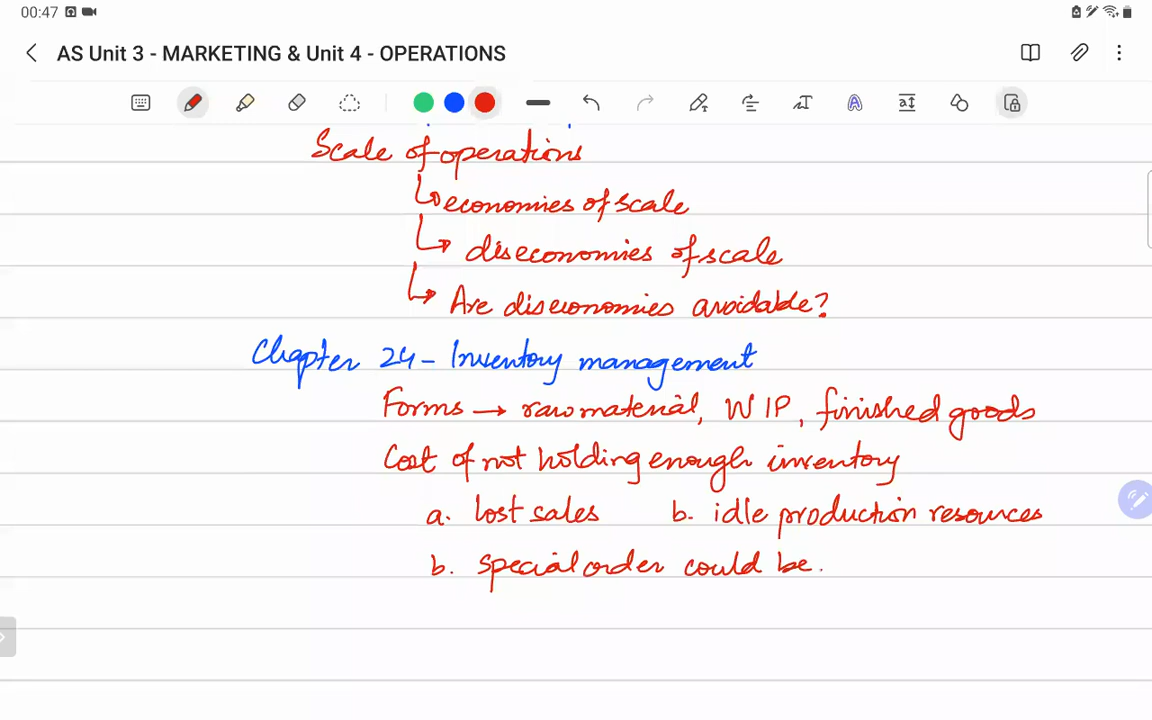 00:47
AS Unit 3 - MARKETING & Unit 4 - OPERATIONS
Scale of operations
economies of scale
diseconomies of scale
Are diseconomies avoidable?
Chapter 24 - Inventory management
Forms → raw material, WIP, finished goods
Cost of not holding enough inventory
a. lost sales b. idle production resources
b. special order could be.